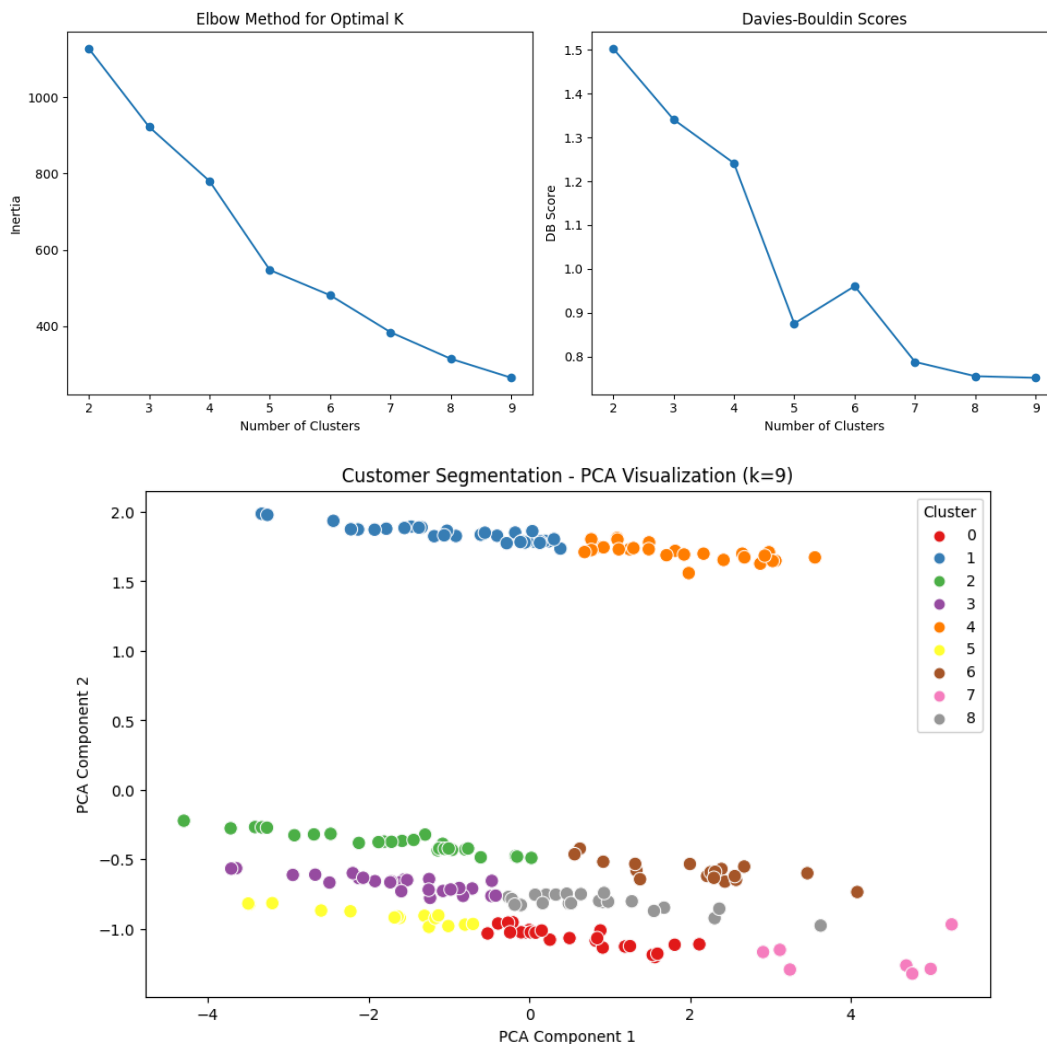 Elbow Method for Optimal K
1000
800
600
400
Inertia
2 3 4 5 6 7 8 9
Number of Clusters
Davies-Bouldin Scores
1.5
1.4
1.3
1.2
1.1
1.0
0.9
0.8
DB Score
2 3 4 5 6 7 8 9
Number of Clusters
Customer Segmentation - PCA Visualization (k=9)
2.0
1.5
1.0
0.5
0.0
−0.5
−1.0
PCA Component 2
Cluster
0
1
2
3
4
5
6
7
8
−4 −2 0 2 4
PCA Component 1